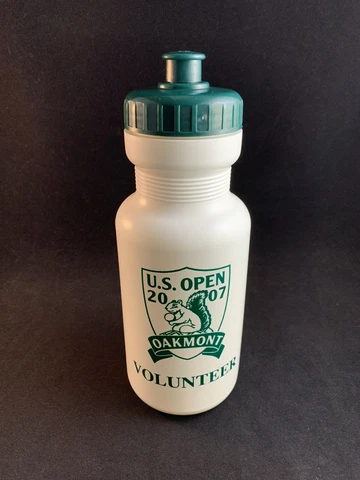 U.S. OPEN
20 07
OAKMONT
VOLUNTEER